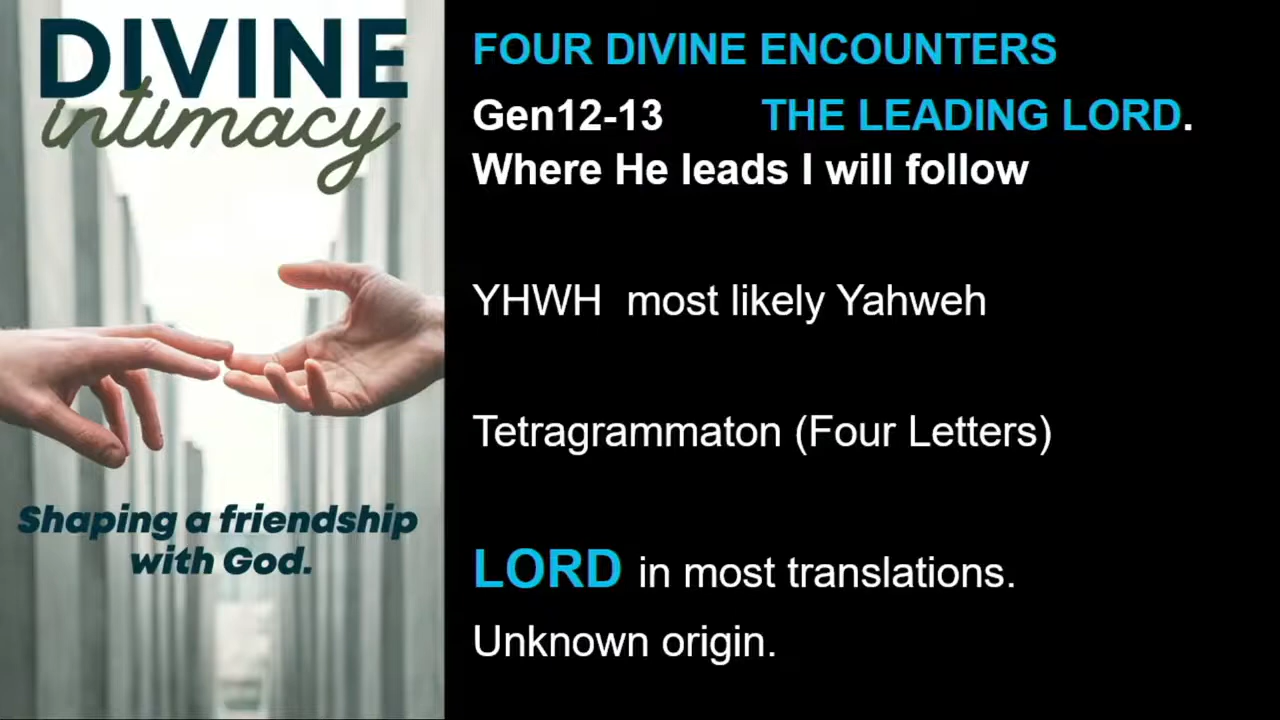 DIVINE
intimacy
Shaping a friendship
with God.
FOUR DIVINE ENCOUNTERS
Gen12-13 THE LEADING LORD.
Where He leads I will follow
YHWH most likely Yahweh
Tetragrammaton (Four Letters)
LORD in most translations.
Unknown origin.